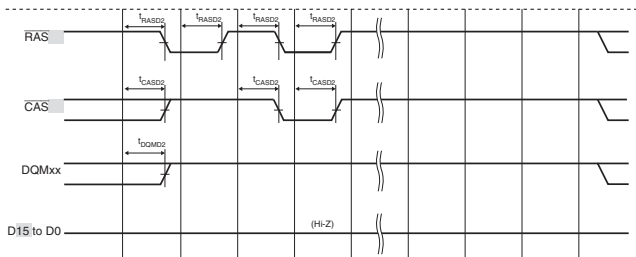 tRASD2 tRASD2 tRASD2 tRASD2
RAS
tCASD2 tCASD2 tCASD2
CAS
tDQMD2
DQMxx
(Hi-Z)
D15 to D0